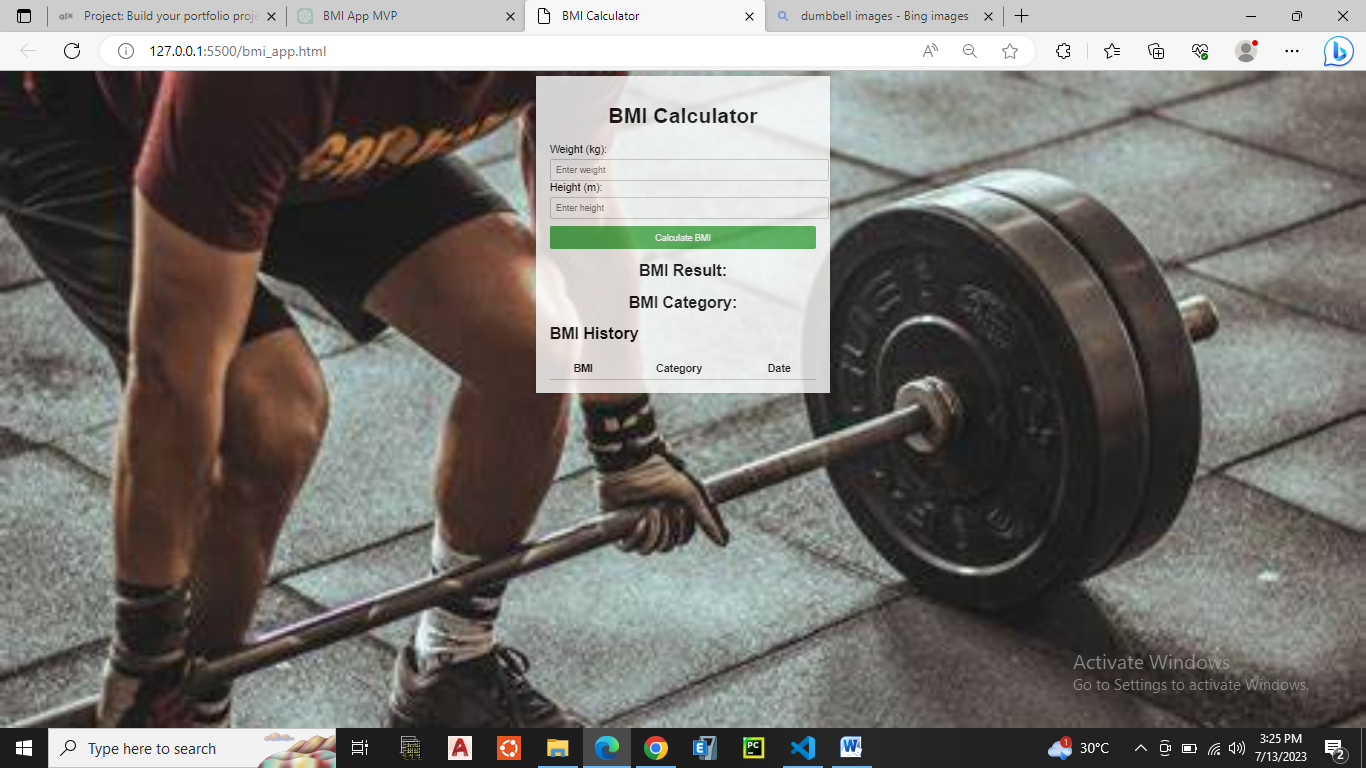 Project: Build your portfolio proje
BMI App MVP
BMI Calculator
dumbbell images - Bing images
127.0.0.1:5500/bmi_app.html
BMI Calculator
Weight (kg):
Enter weight
Height (m):
Enter height
Calculate BMI
BMI Result:
BMI Category:
BMI History
BMI Category Date
Activate Windows
Go to Settings to activate Windows.
Type here to search
1
30°C
3:25 PM
7/13/2023
2